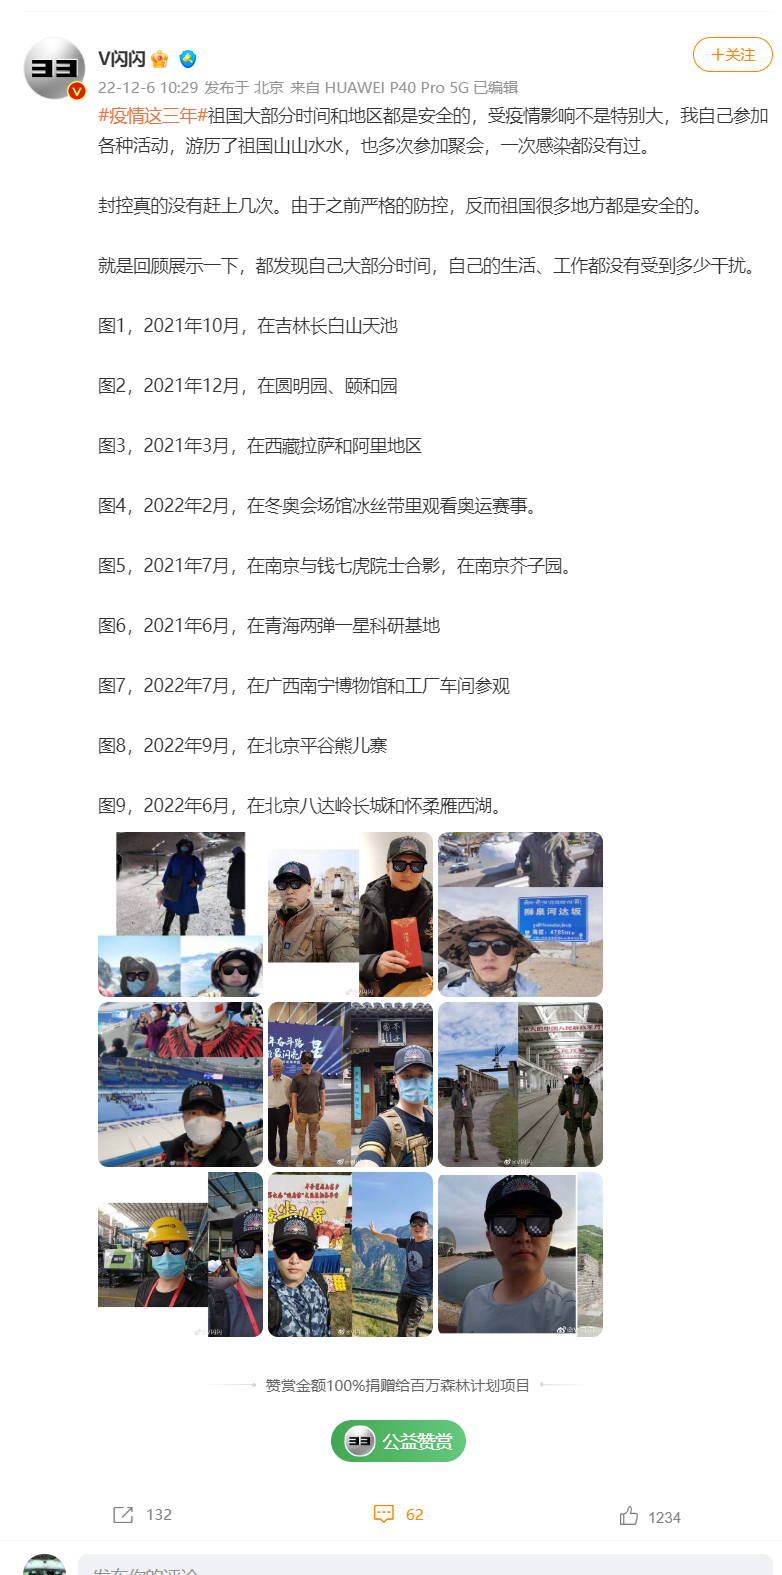 V闪闪
+关注
22-12-6 10:29 发布于 北京 来自 HUAWEI P40 Pro 5G 已编辑
#疫情这三年#祖国大部分时间和地区都是安全的，受疫情影响不是特别大，我自己参加
各种活动，游历了祖国山山水水，也多次参加聚会，一次感染都没有过。
封控真的没有赶上几次。由于之前严格的防控，反而祖国很多地方都是安全的。
就是回顾展示一下，都发现自己大部分时间，自己的生活、工作都没有受到多少干扰。
图1，2021年10月，在吉林长白山天池
图2，2021年12月，在圆明园、颐和园
图3，2021年3月，在西藏拉萨和阿里地区
图4，2022年2月，在冬奥会场馆冰丝带里观看奥运赛事。
图5，2021年7月，在南京与钱七虎院士合影，在南京芥子园。
图6，2021年6月，在青海两弹一星科研基地
图7，2022年7月，在广西南宁博物馆和工厂车间参观
图8，2022年9月，在北京平谷熊儿寨
图9，2022年6月，在北京八达岭长城和怀柔雁西湖。
狮泉河达坂
海拔：4785m
赞赏金额100%捐赠给百万森林计划项目
公益赞赏
132
62
1234
发布你的评论